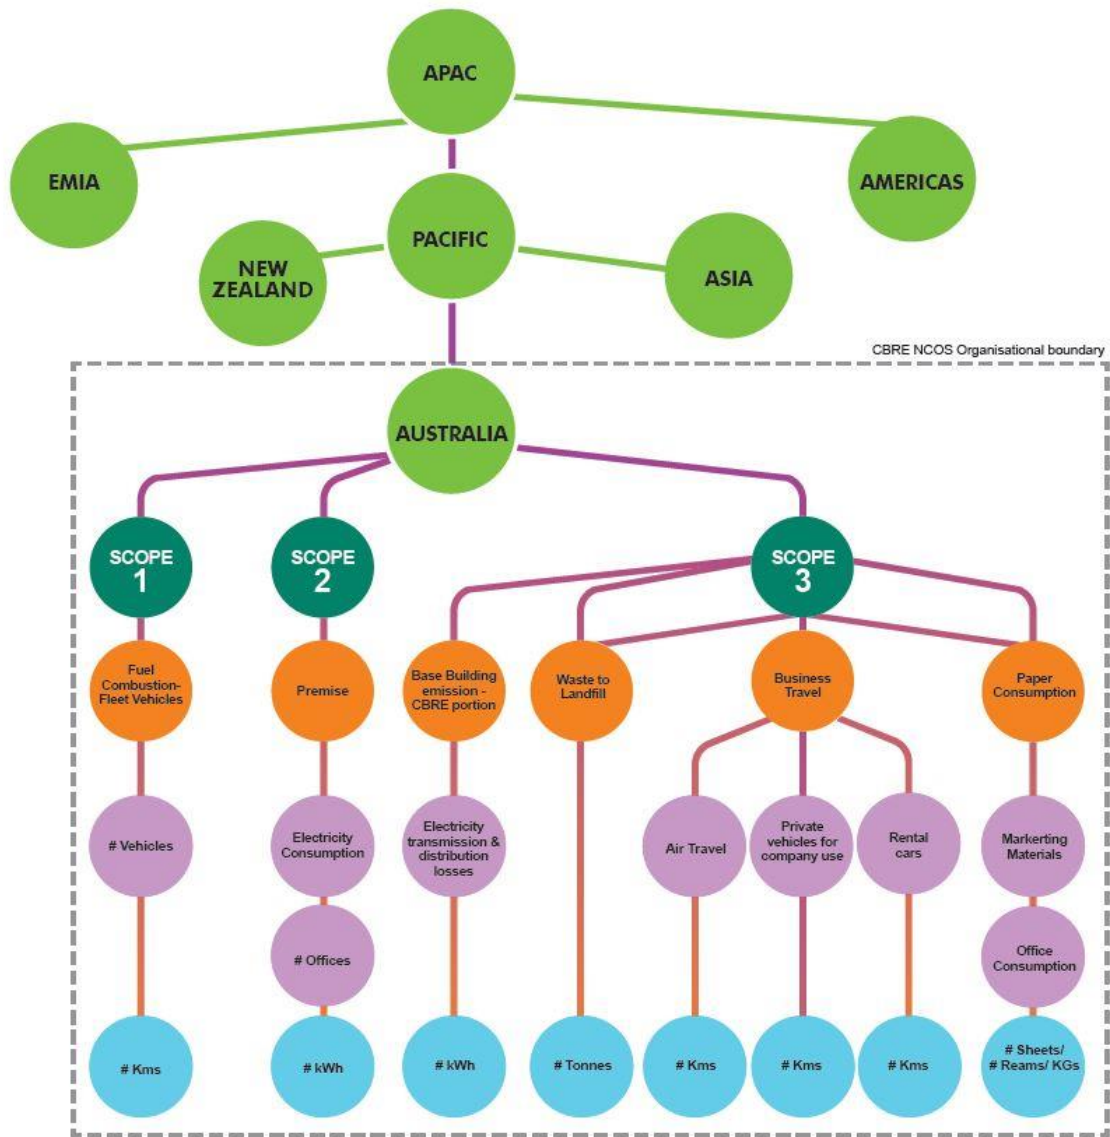 APAC
EMIA
AMERICAS
PACIFIC
NEW
ZEALAND
ASIA
CBRE NCOS Organisational boundary
AUSTRALIA
SCOPE
1
SCOPE
2
SCOPE
3
Fuel
Combustion-
Fleet Vehicles
Premise
Base Building
emission -
CBRE portion
Waste to
Landfill
Business
Travel
Paper
Consumption
# Vehicles
Electricity
Consumption
Electricity
transmission &
distribution
losses
Air Travel
Private
vehicles for
company use
Rental
cars
Markerting
Materials
# Offices
Office
Consumption
# Kms
# kWh
# kWh
# Tonnes
# Kms
# Kms
# Kms
# Sheets/
# Reams/ KGs